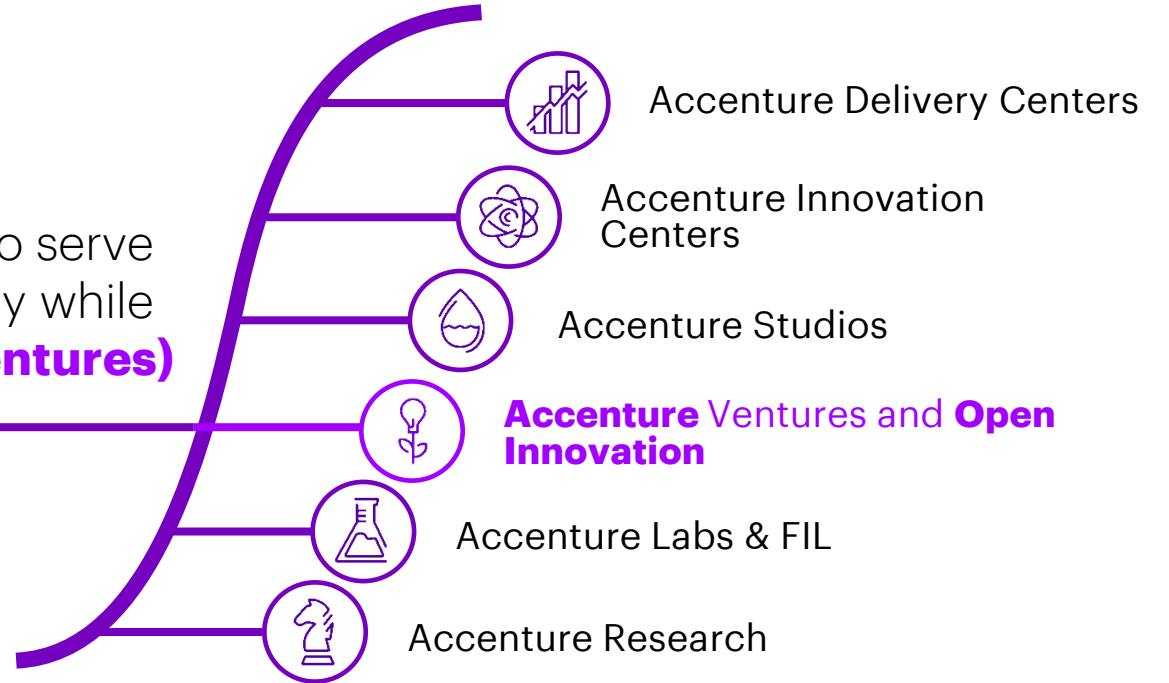 Accenture Delivery Centers
Accenture Innovation
Centers
o serve
y while
entures)
Accenture Studios
Accenture Ventures and Open
Innovation
Accenture Labs & FIL
Accenture Research